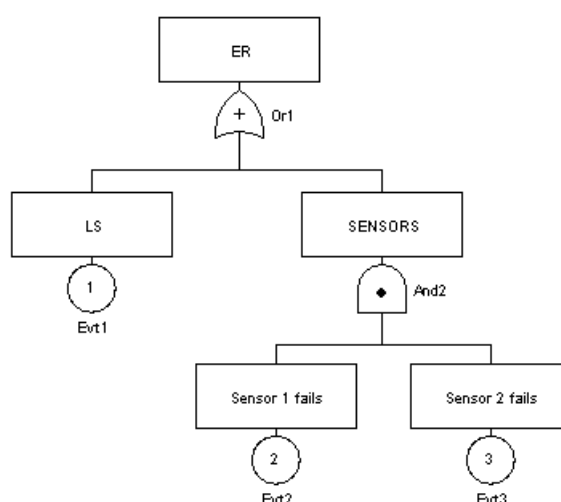 ER
+
Or1
LS
SENSORS
1
And2
Evt1
Sensor 1 fails
Sensor 2 fails
2
3
Evt2
Evt3